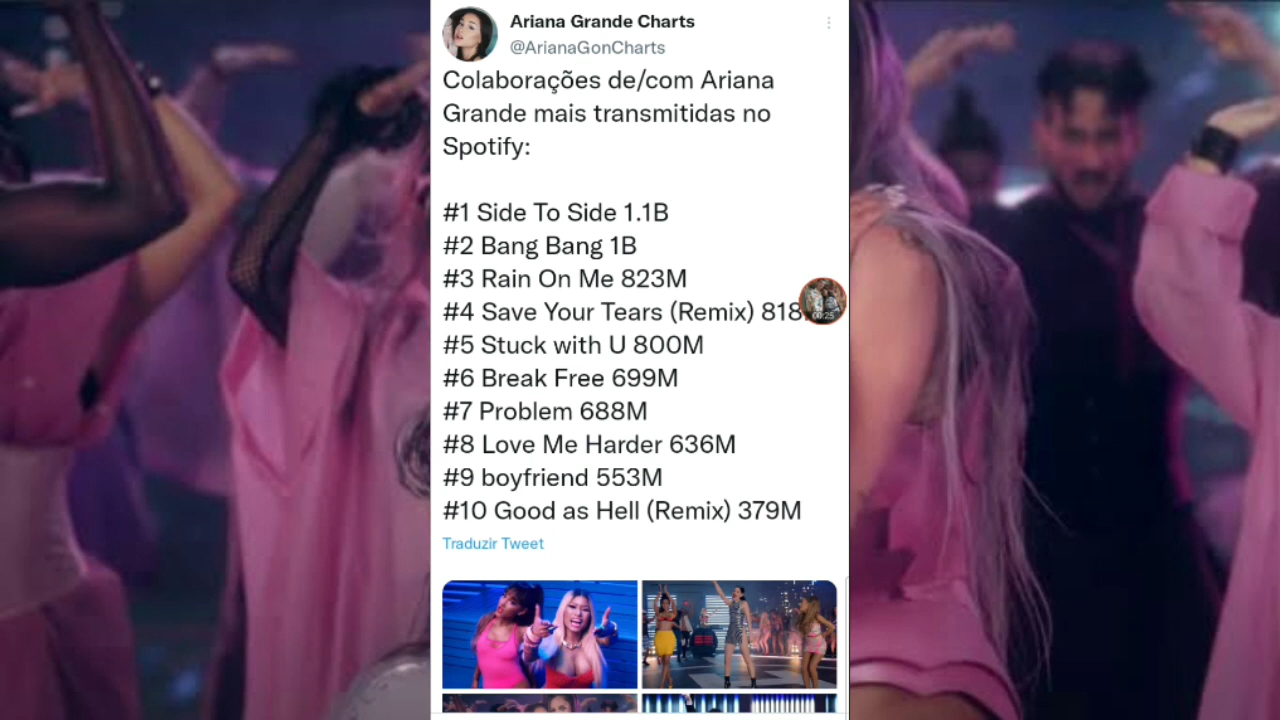 Ariana Grande Charts
@ArianaGonCharts
Colaborações de/com Ariana
Grande mais transmitidas no
Spotify:
#1 Side To Side 1.1B
#2 Bang Bang 1B
#3 Rain On Me 823M
#4 Save Your Tears (Remix) 818
00:25
#5 Stuck with U 800M
#6 Break Free 699M
#7 Problem 688M
#8 Love Me Harder 636M
#9 boyfriend 553M
#10 Good as Hell (Remix) 379M
Traduzir Tweet